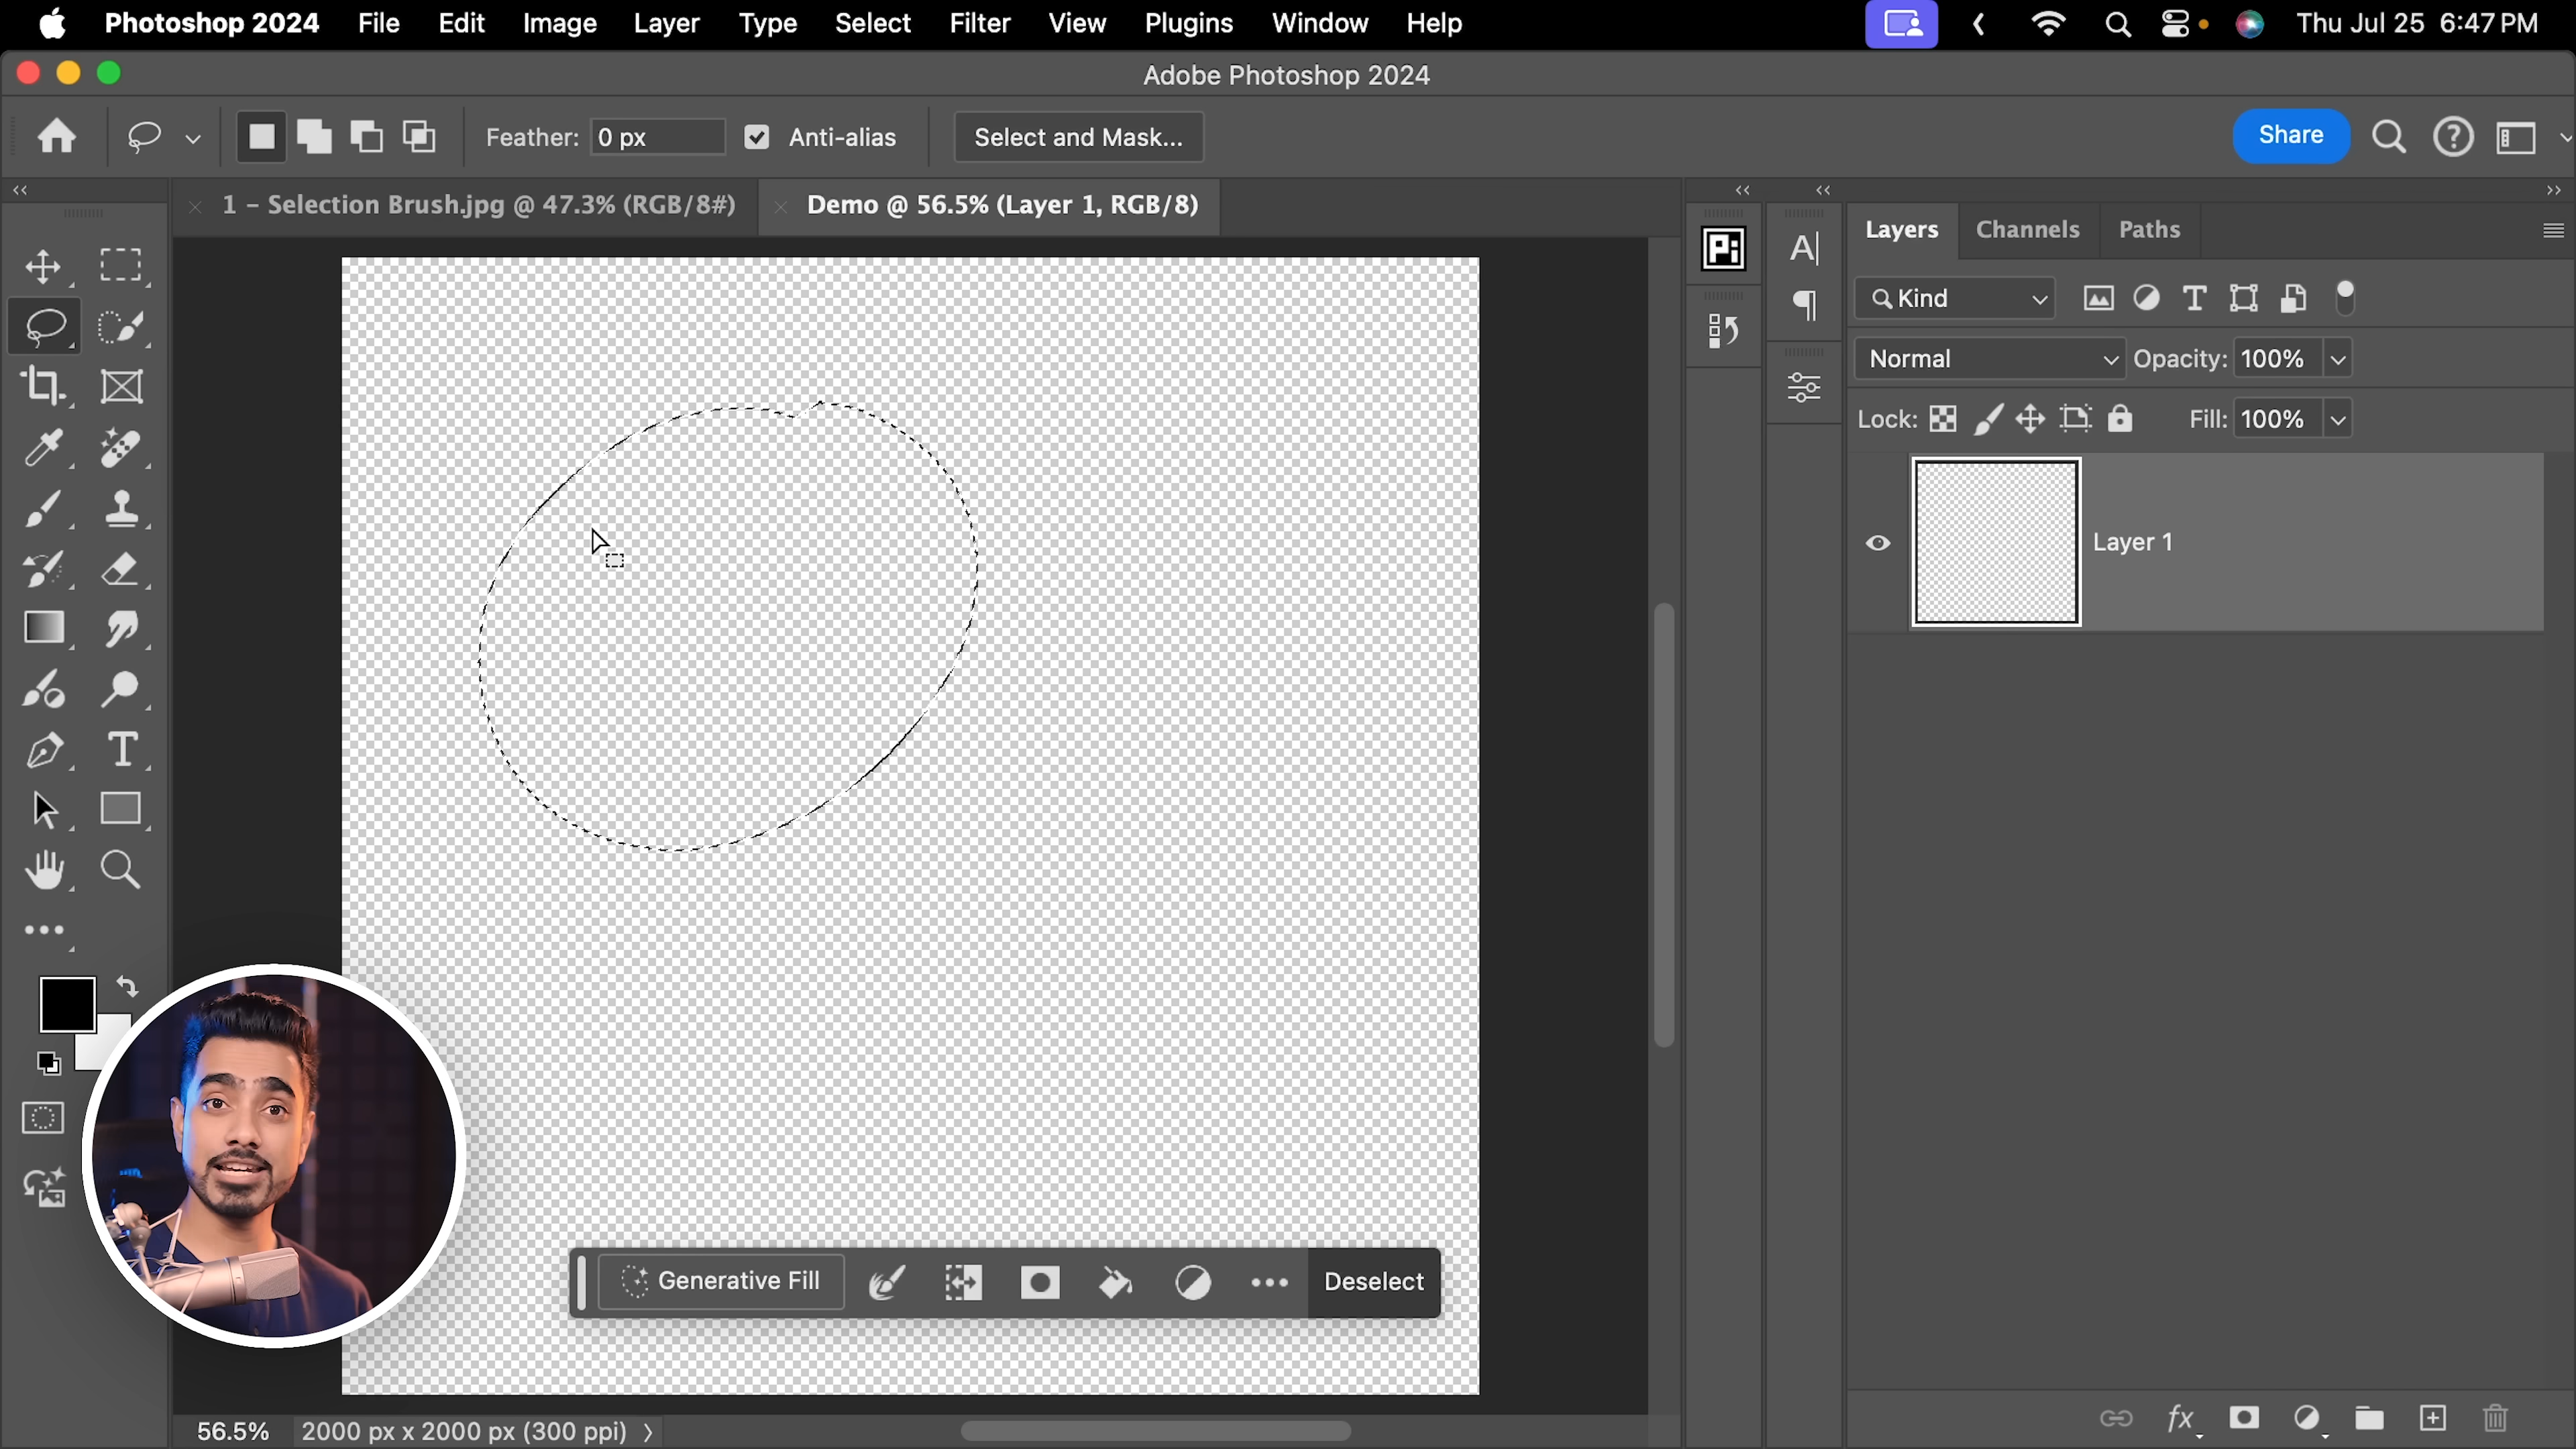 Photoshop 2024 File Edit Image Layer Type Select Filter View Plugins Window Help Thu Jul 25 6:47 PM
Adobe Photoshop 2024
Feather: 0 px Anti-alias Select and Mask... Share
1 – Selection Brush.jpg @ 47.3% (RGB/8#) Demo @ 56.5% (Layer 1, RGB/8)
Layers Channels Paths
Kind
Normal Opacity: 100%
Lock: Fill: 100%
Layer 1
Generative Fill Deselect
56.5% 2000 px x 2000 px (300 ppi)